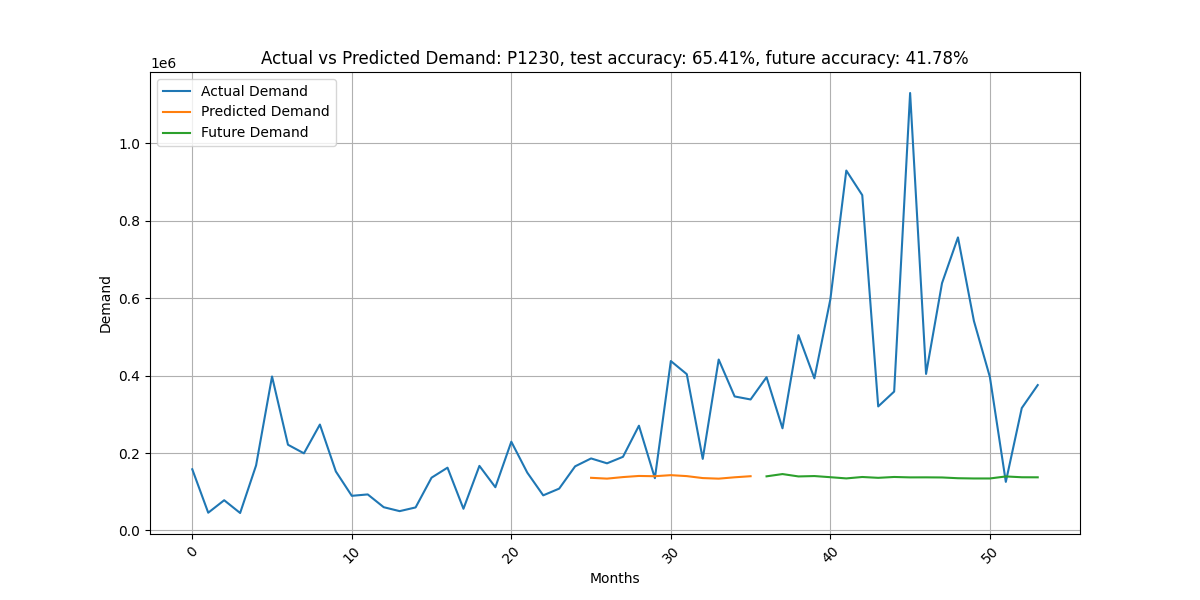 Actual vs Predicted Demand: P1230, test accuracy: 65.41%, future accuracy: 41.78%
1e6
Actual Demand
Predicted Demand
Future Demand
1.0
0.8
0.6
0.4
0.2
0.0
Demand
0 10 20 30 40 50
Months